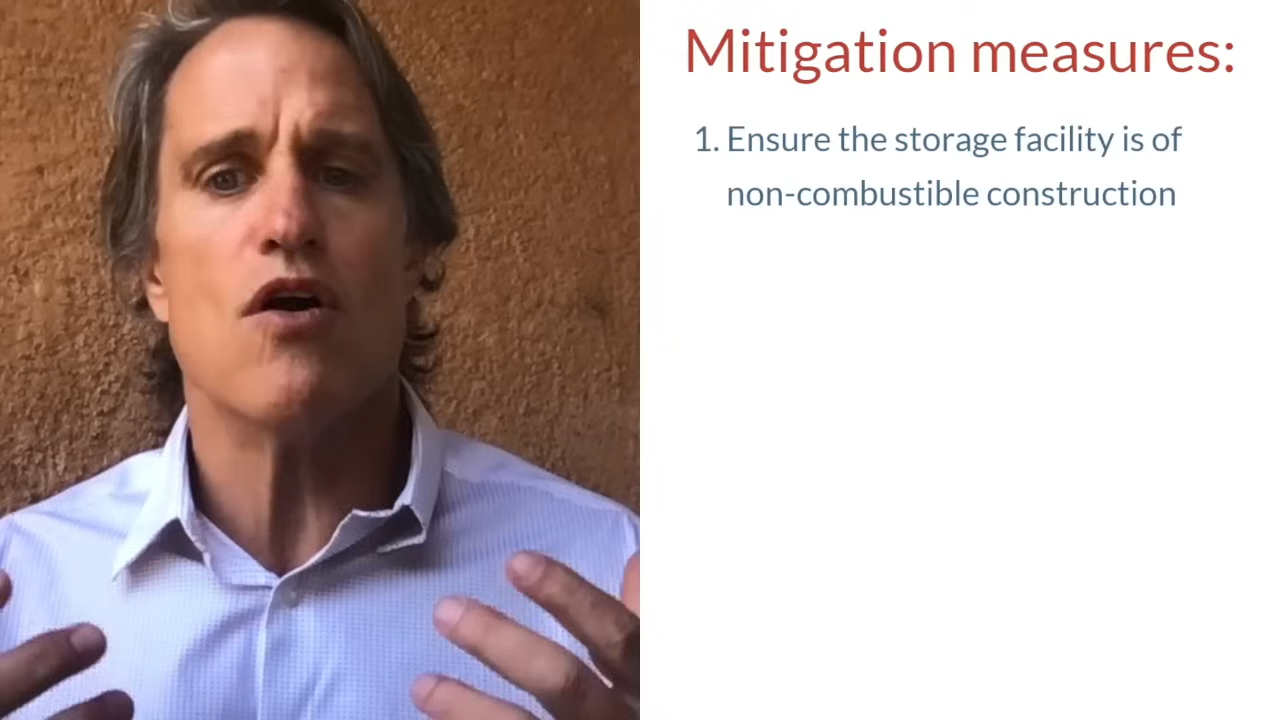 Mitigation measures:
1. Ensure the storage facility is of
non-combustible construction